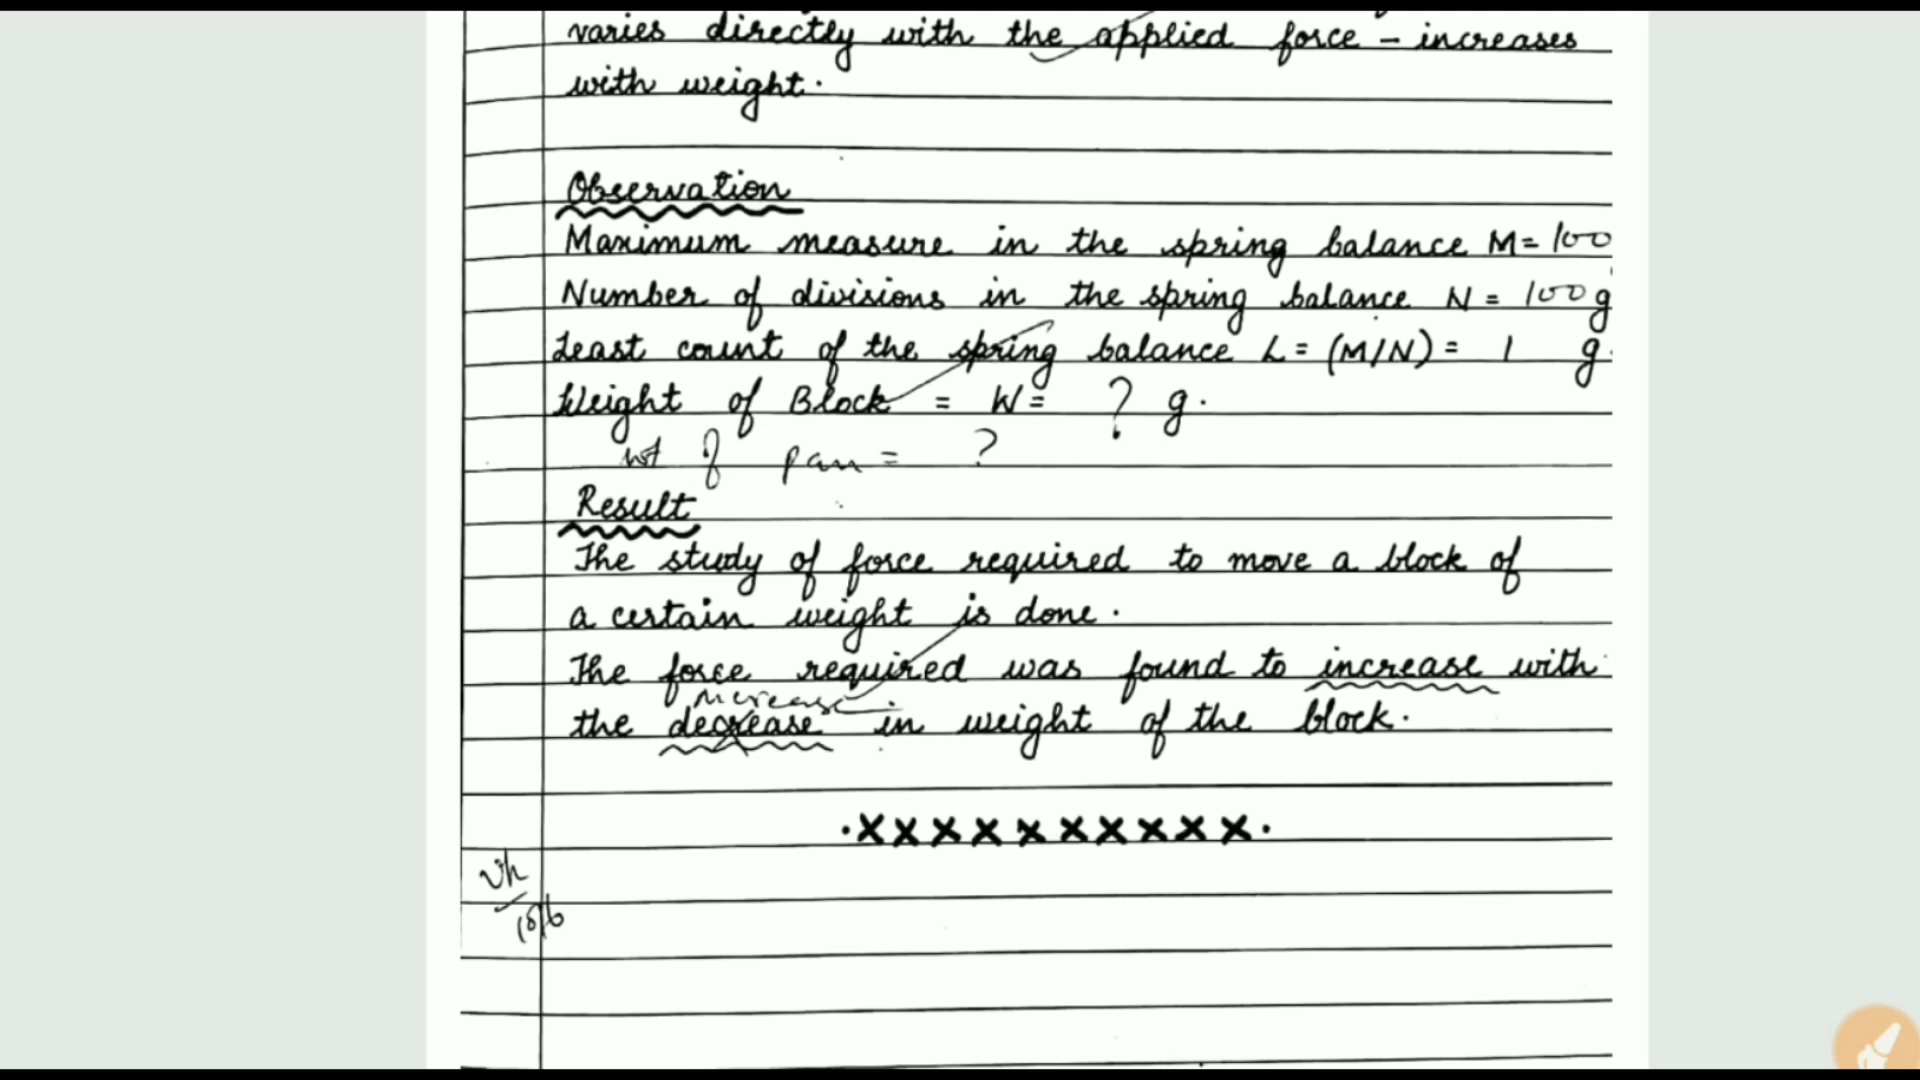 varies directly with the applied force - increases
with weight.
Observation
Maximum measure in the spring balance M = 100
Number of divisions in the spring balance N = 100 g
Least count of the spring balance L = (M/N) = 1 g.
Weight of Block = W = ? g.
wt of pan = ?
Result
The study of force required to move a block of
a certain weight is done.
The force required was found to increase with
increase
the decrease in weight of the block.
.xxxxxxxxxx.